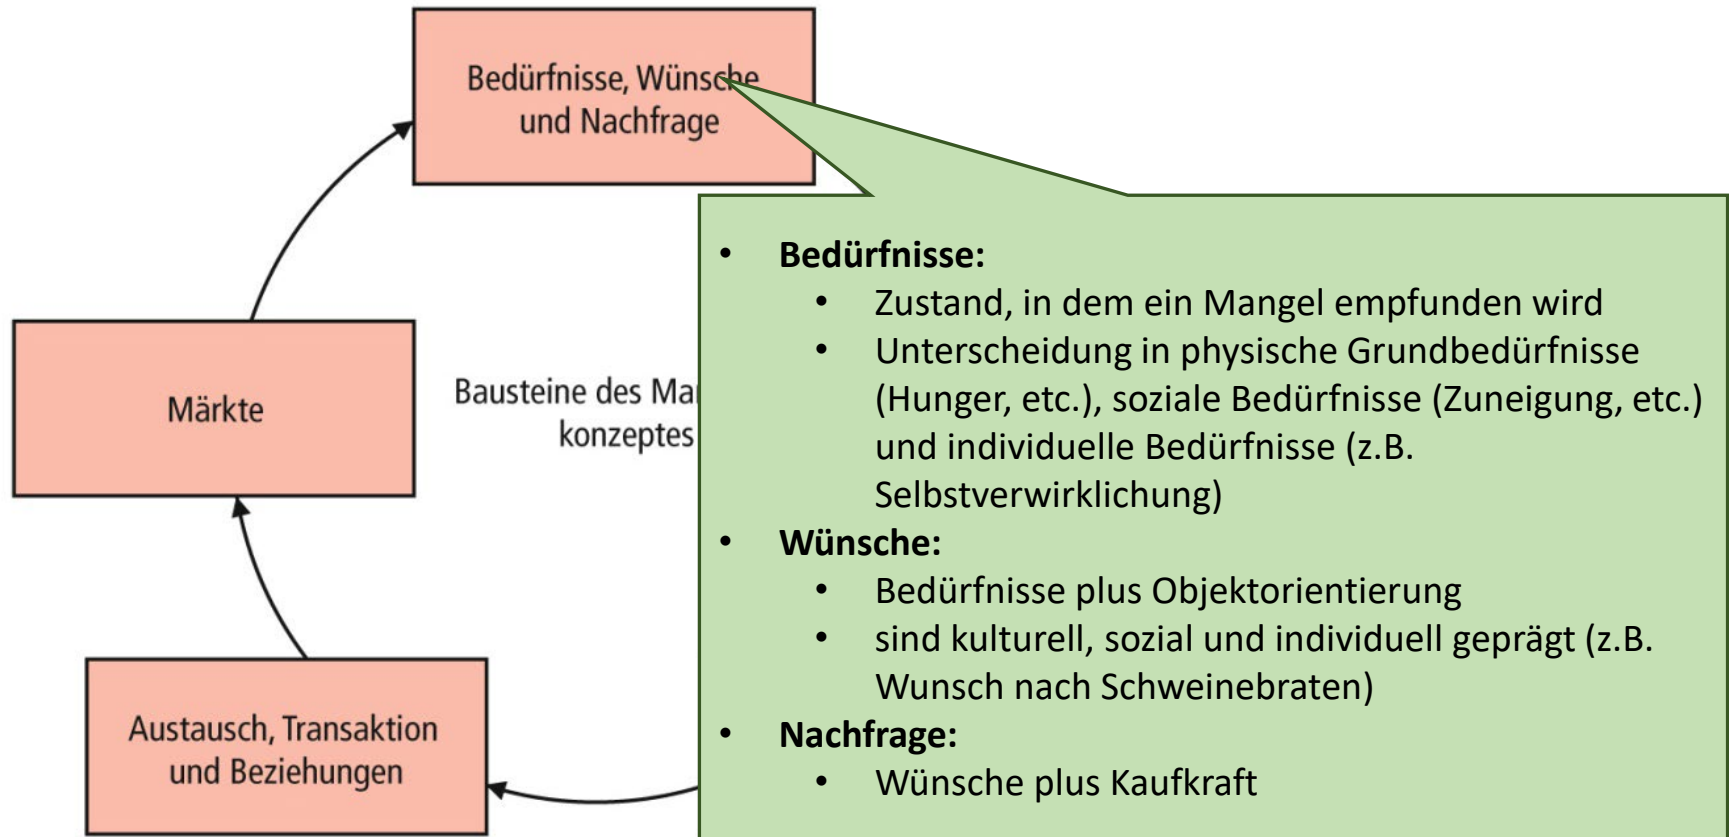 Bedürfnisse, Wünsche
und Nachfrage
Märkte
Bausteine des
konzeptes
Austausch, Transaktion
und Beziehungen
• Bedürfnisse:
• Zustand, in dem ein Mangel empfunden wird
• Unterscheidung in physische Grundbedürfnisse
(Hunger, etc.), soziale Bedürfnisse (Zuneigung, etc.)
und individuelle Bedürfnisse (z.B.
Selbstverwirklichung)
• Wünsche:
• Bedürfnisse plus Objektorientierung
• sind kulturell, sozial und individuell geprägt (z.B.
Wunsch nach Schweinebraten)
• Nachfrage:
• Wünsche plus Kaufkraft